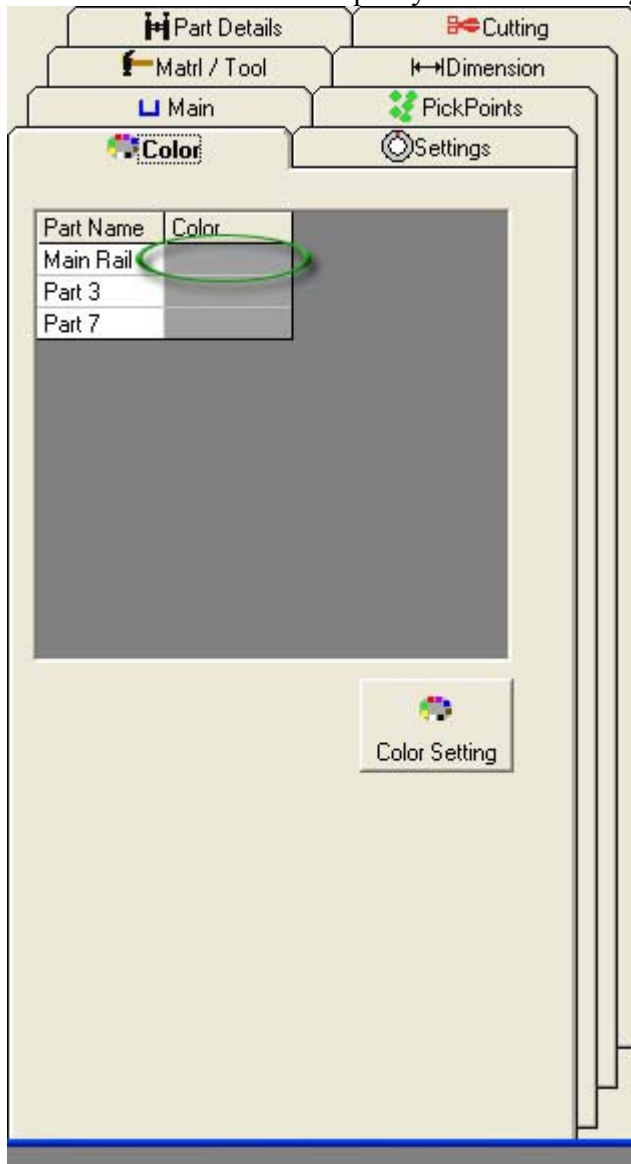 Part Details
Cutting
Matrl / Tool
Dimension
Main
PickPoints
Color
Settings
Part Name Color
Main Rail
Part 3
Part 7
Color Setting